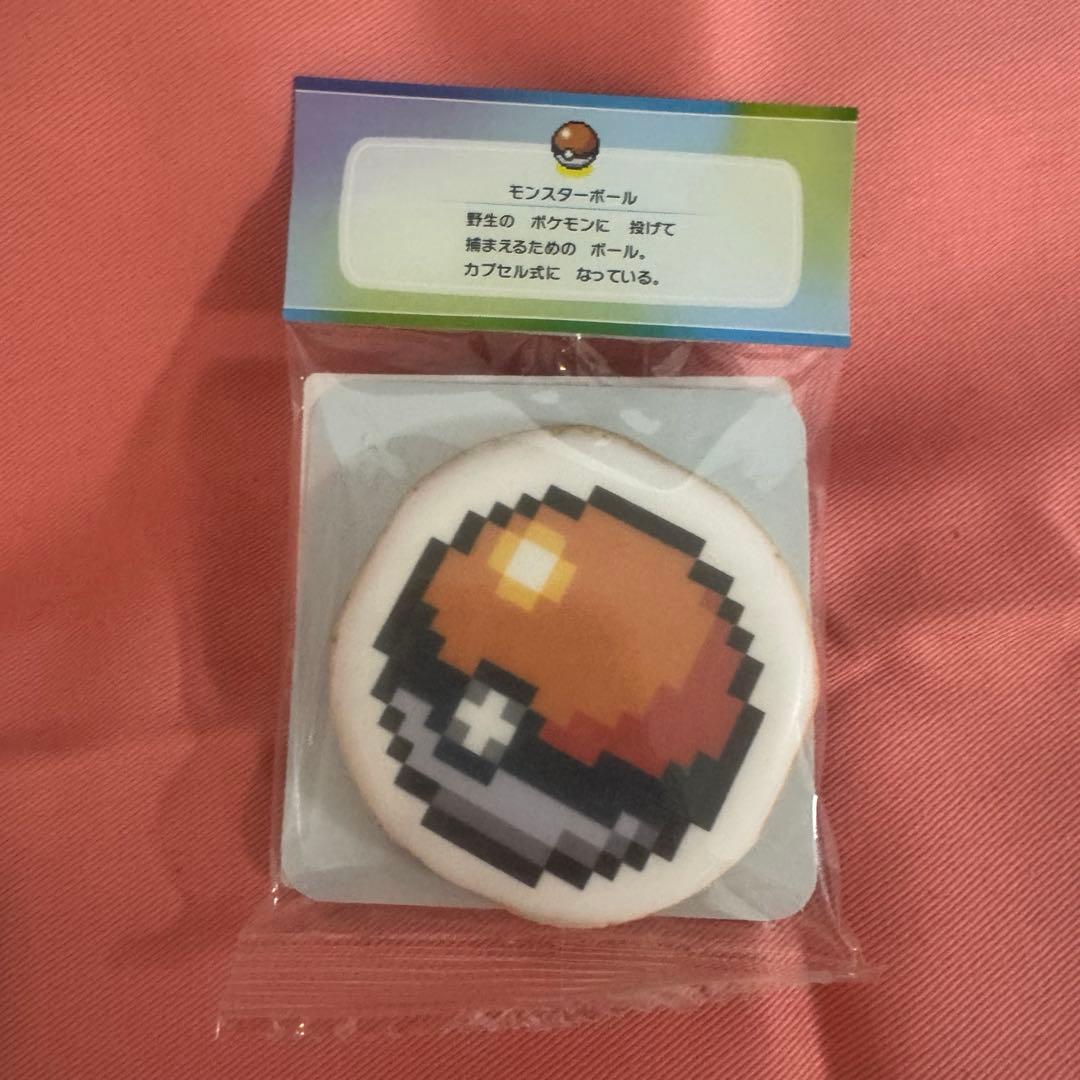 モンスターボール
野生の　ポケモンに　投げて
捕まえるための　ボール。
カプセル式に　なっている。